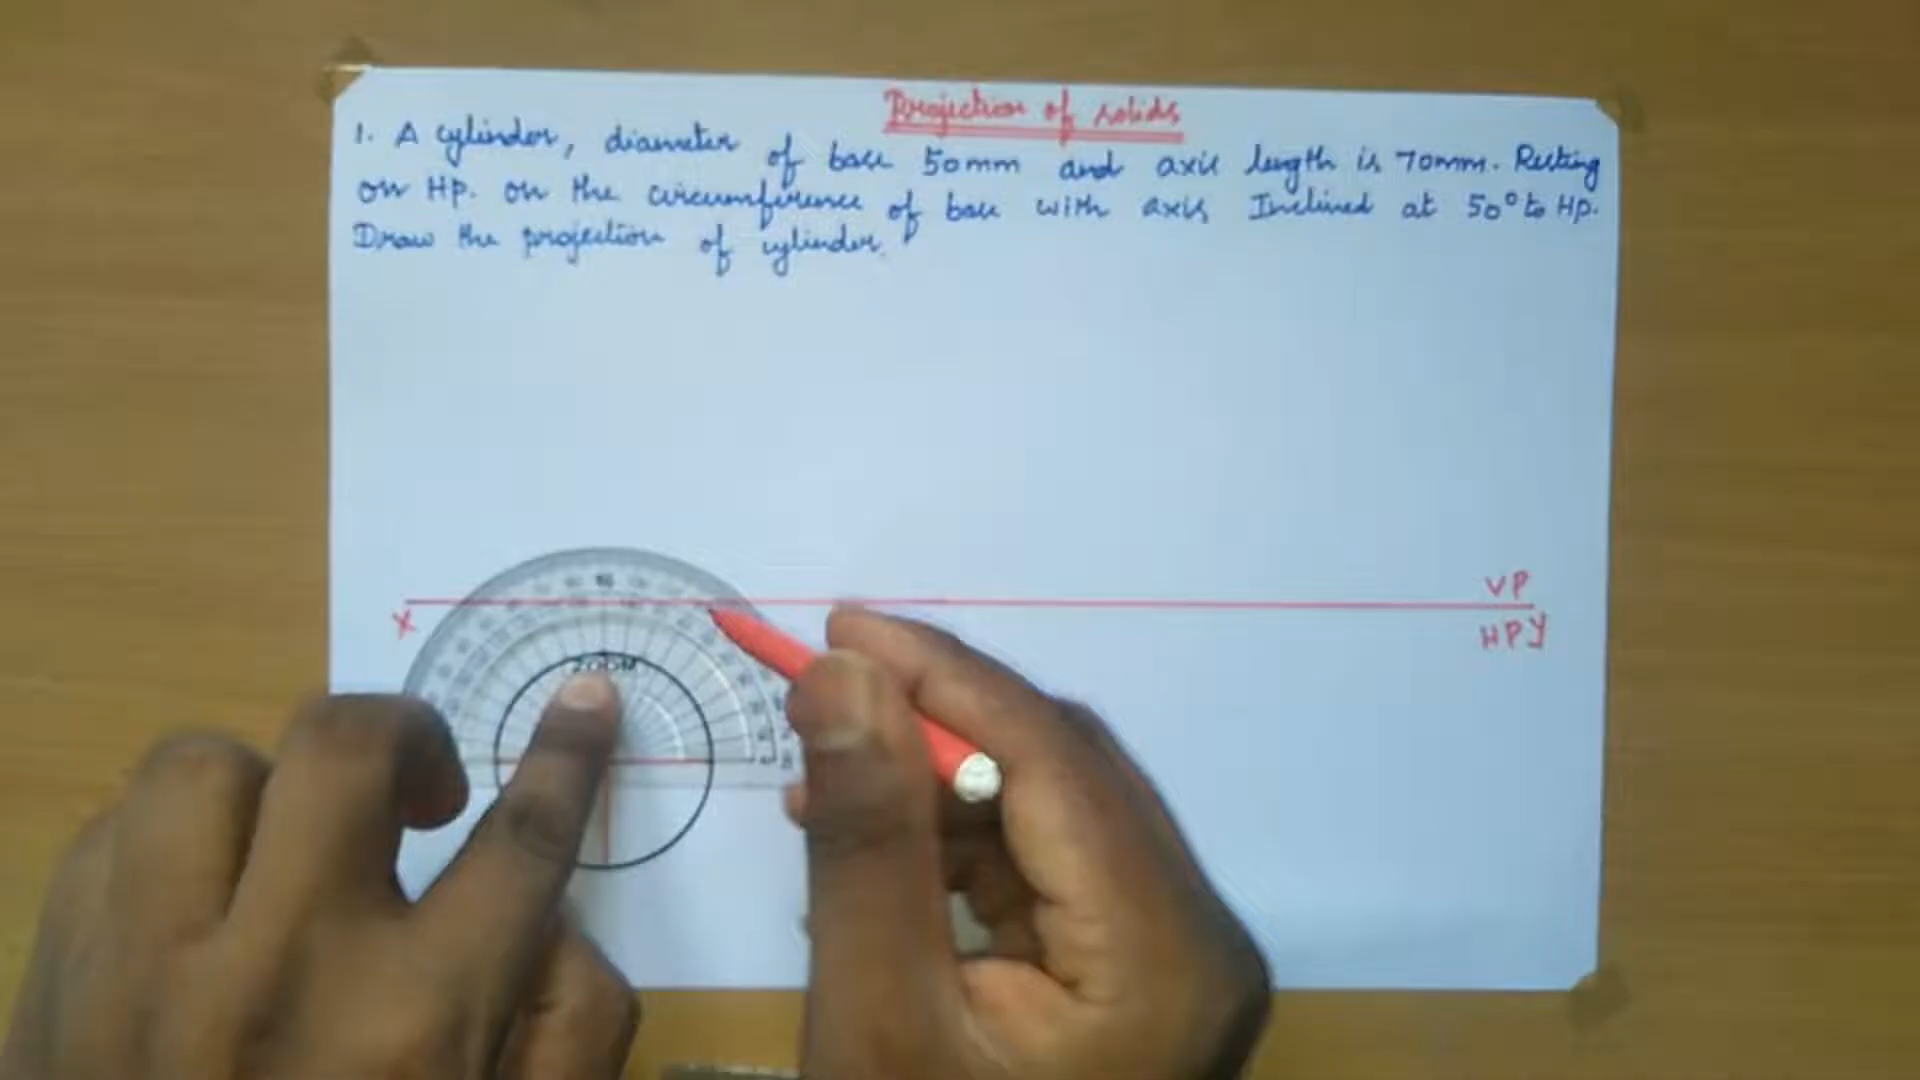 Projection of solids
1. A cylinder, diameter of base 50mm and axis length is 70mm. Resting
on HP. on the circumference of base with axis Inclined at 50° to HP.
Draw the projection of cylinder.
VP
X
HP Y
ZOOM